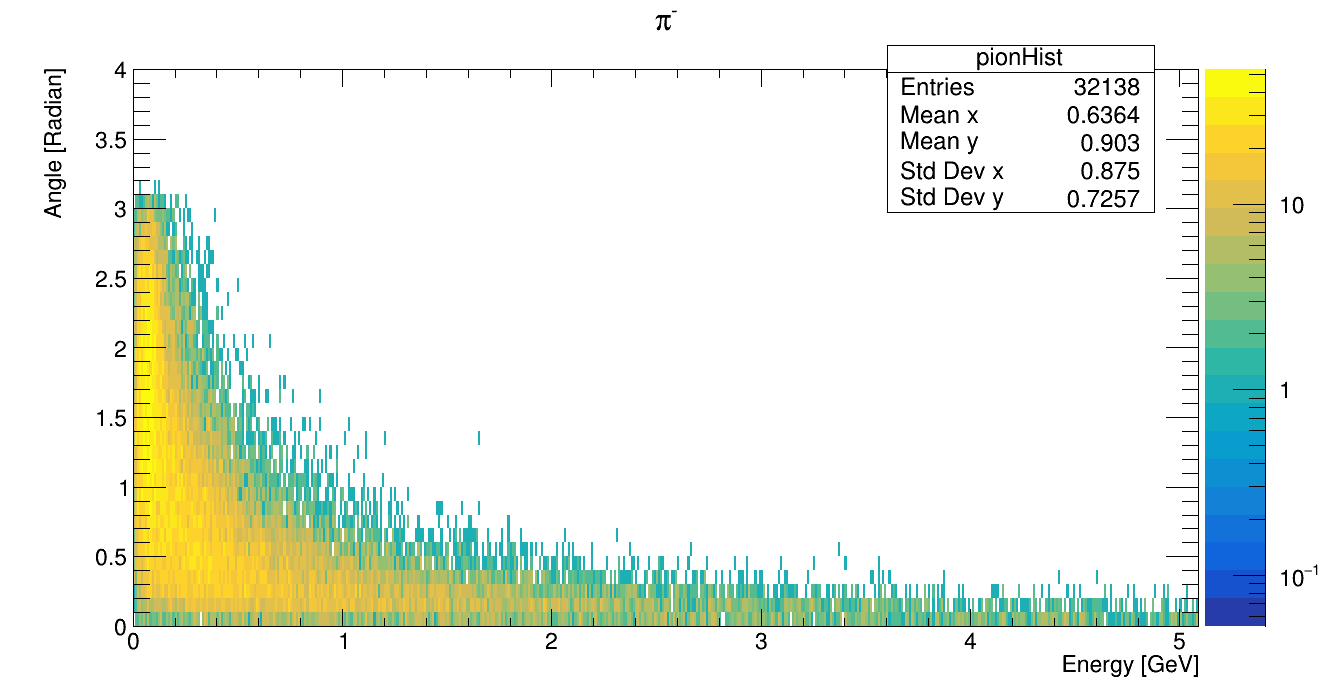 π⁻
pionHist
Entries 32138
Mean x 0.6364
Mean y 0.903
Std Dev x 0.875
Std Dev y 0.7257
Angle [Radian]
4
3.5
3
2.5
2
1.5
1
0.5
0
0 1 2 3 4 5
Energy [GeV]
10
1
10⁻¹